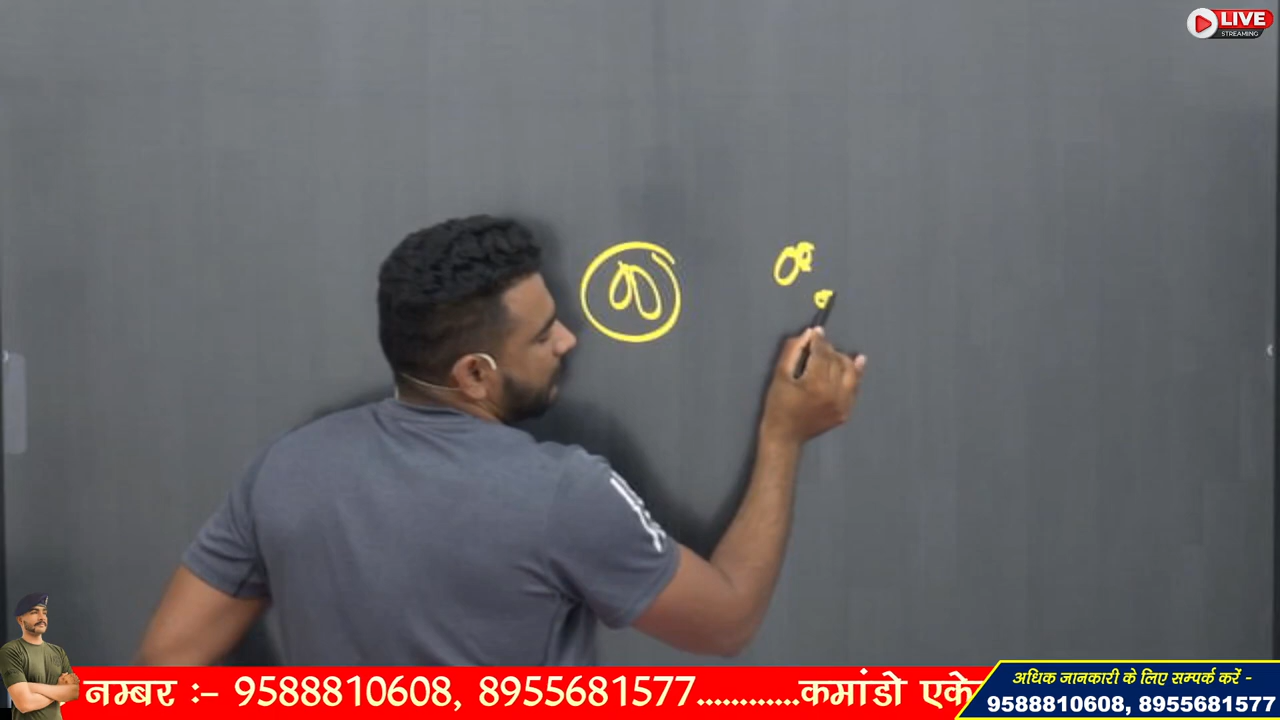 LIVE
STREAMING
नम्बर :- 9588810608, 8955681577............कमांडो एके
अधिक जानकारी के लिए सम्पर्क करें -
9588810608, 8955681577